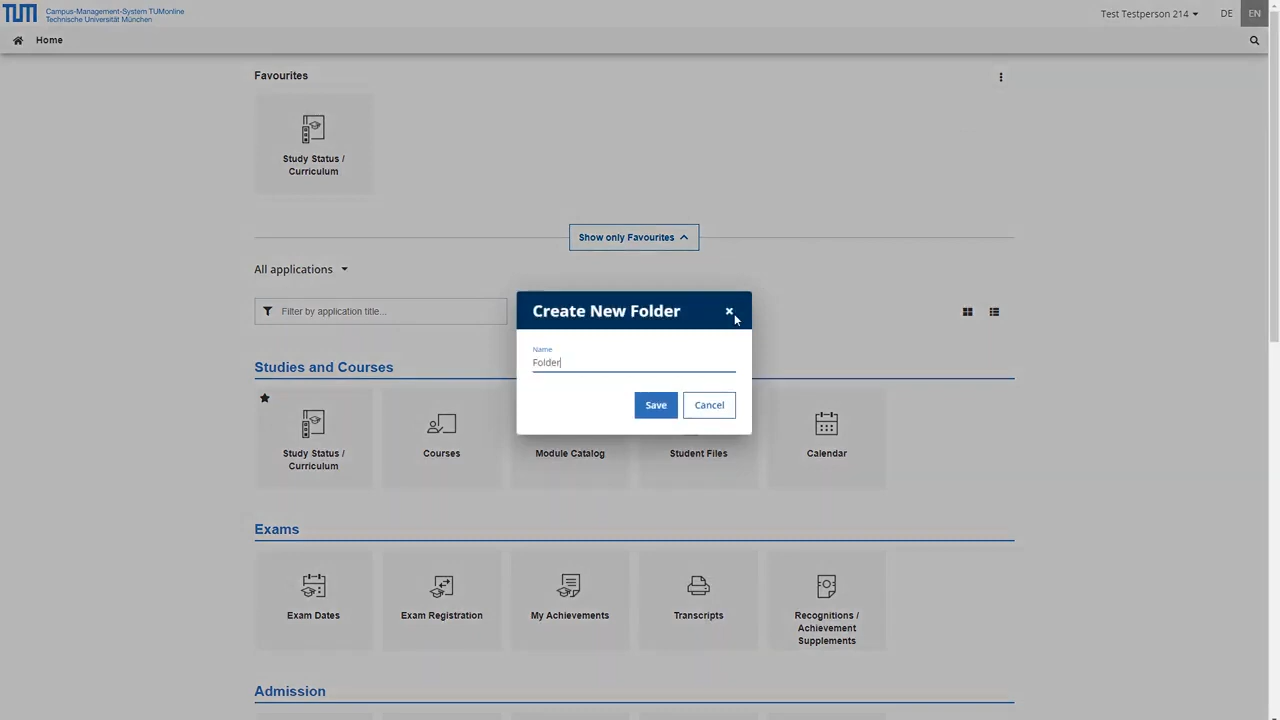 TUM
Campus-Management-System TUMonline
Technische Universität München
Test Testperson 214
DE
EN
Home
Favourites
Study Status /
Curriculum
Show only Favourites
All applications
Filter by application title...
Create New Folder
Name
Folder
Save
Cancel
Studies and Courses
Study Status /
Curriculum
Courses
Module Catalog
Student Files
Calendar
Exams
Exam Dates
Exam Registration
My Achievements
Transcripts
Recognitions /
Achievement
Supplements
Admission